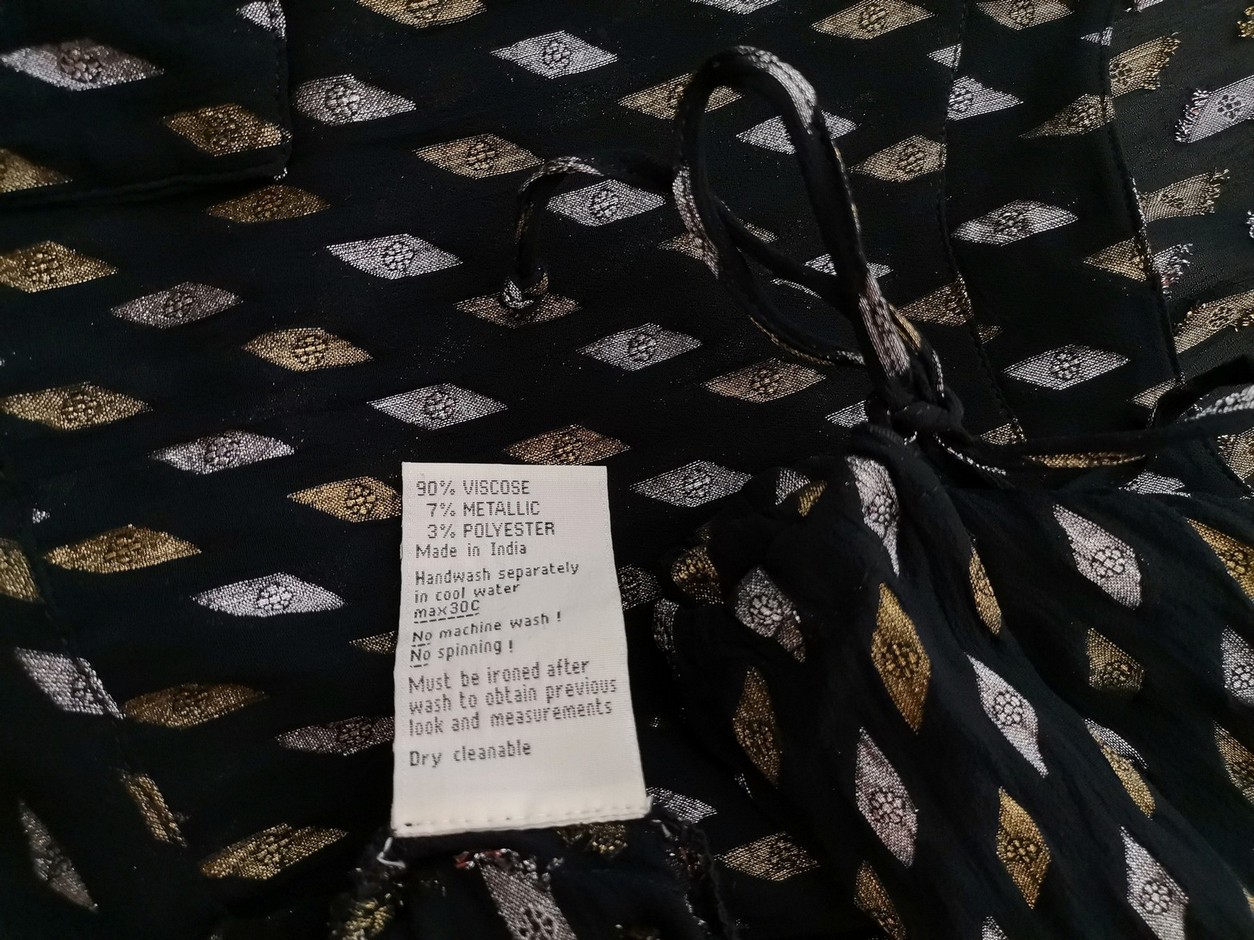 90% VISCOSE
7% METALLIC
3% POLYESTER
Made in India
Handwash separately
in cool water
max30C
No machine wash !
No spinning !
Must be ironed after
wash to obtain previous
look and measurements
Dry cleanable